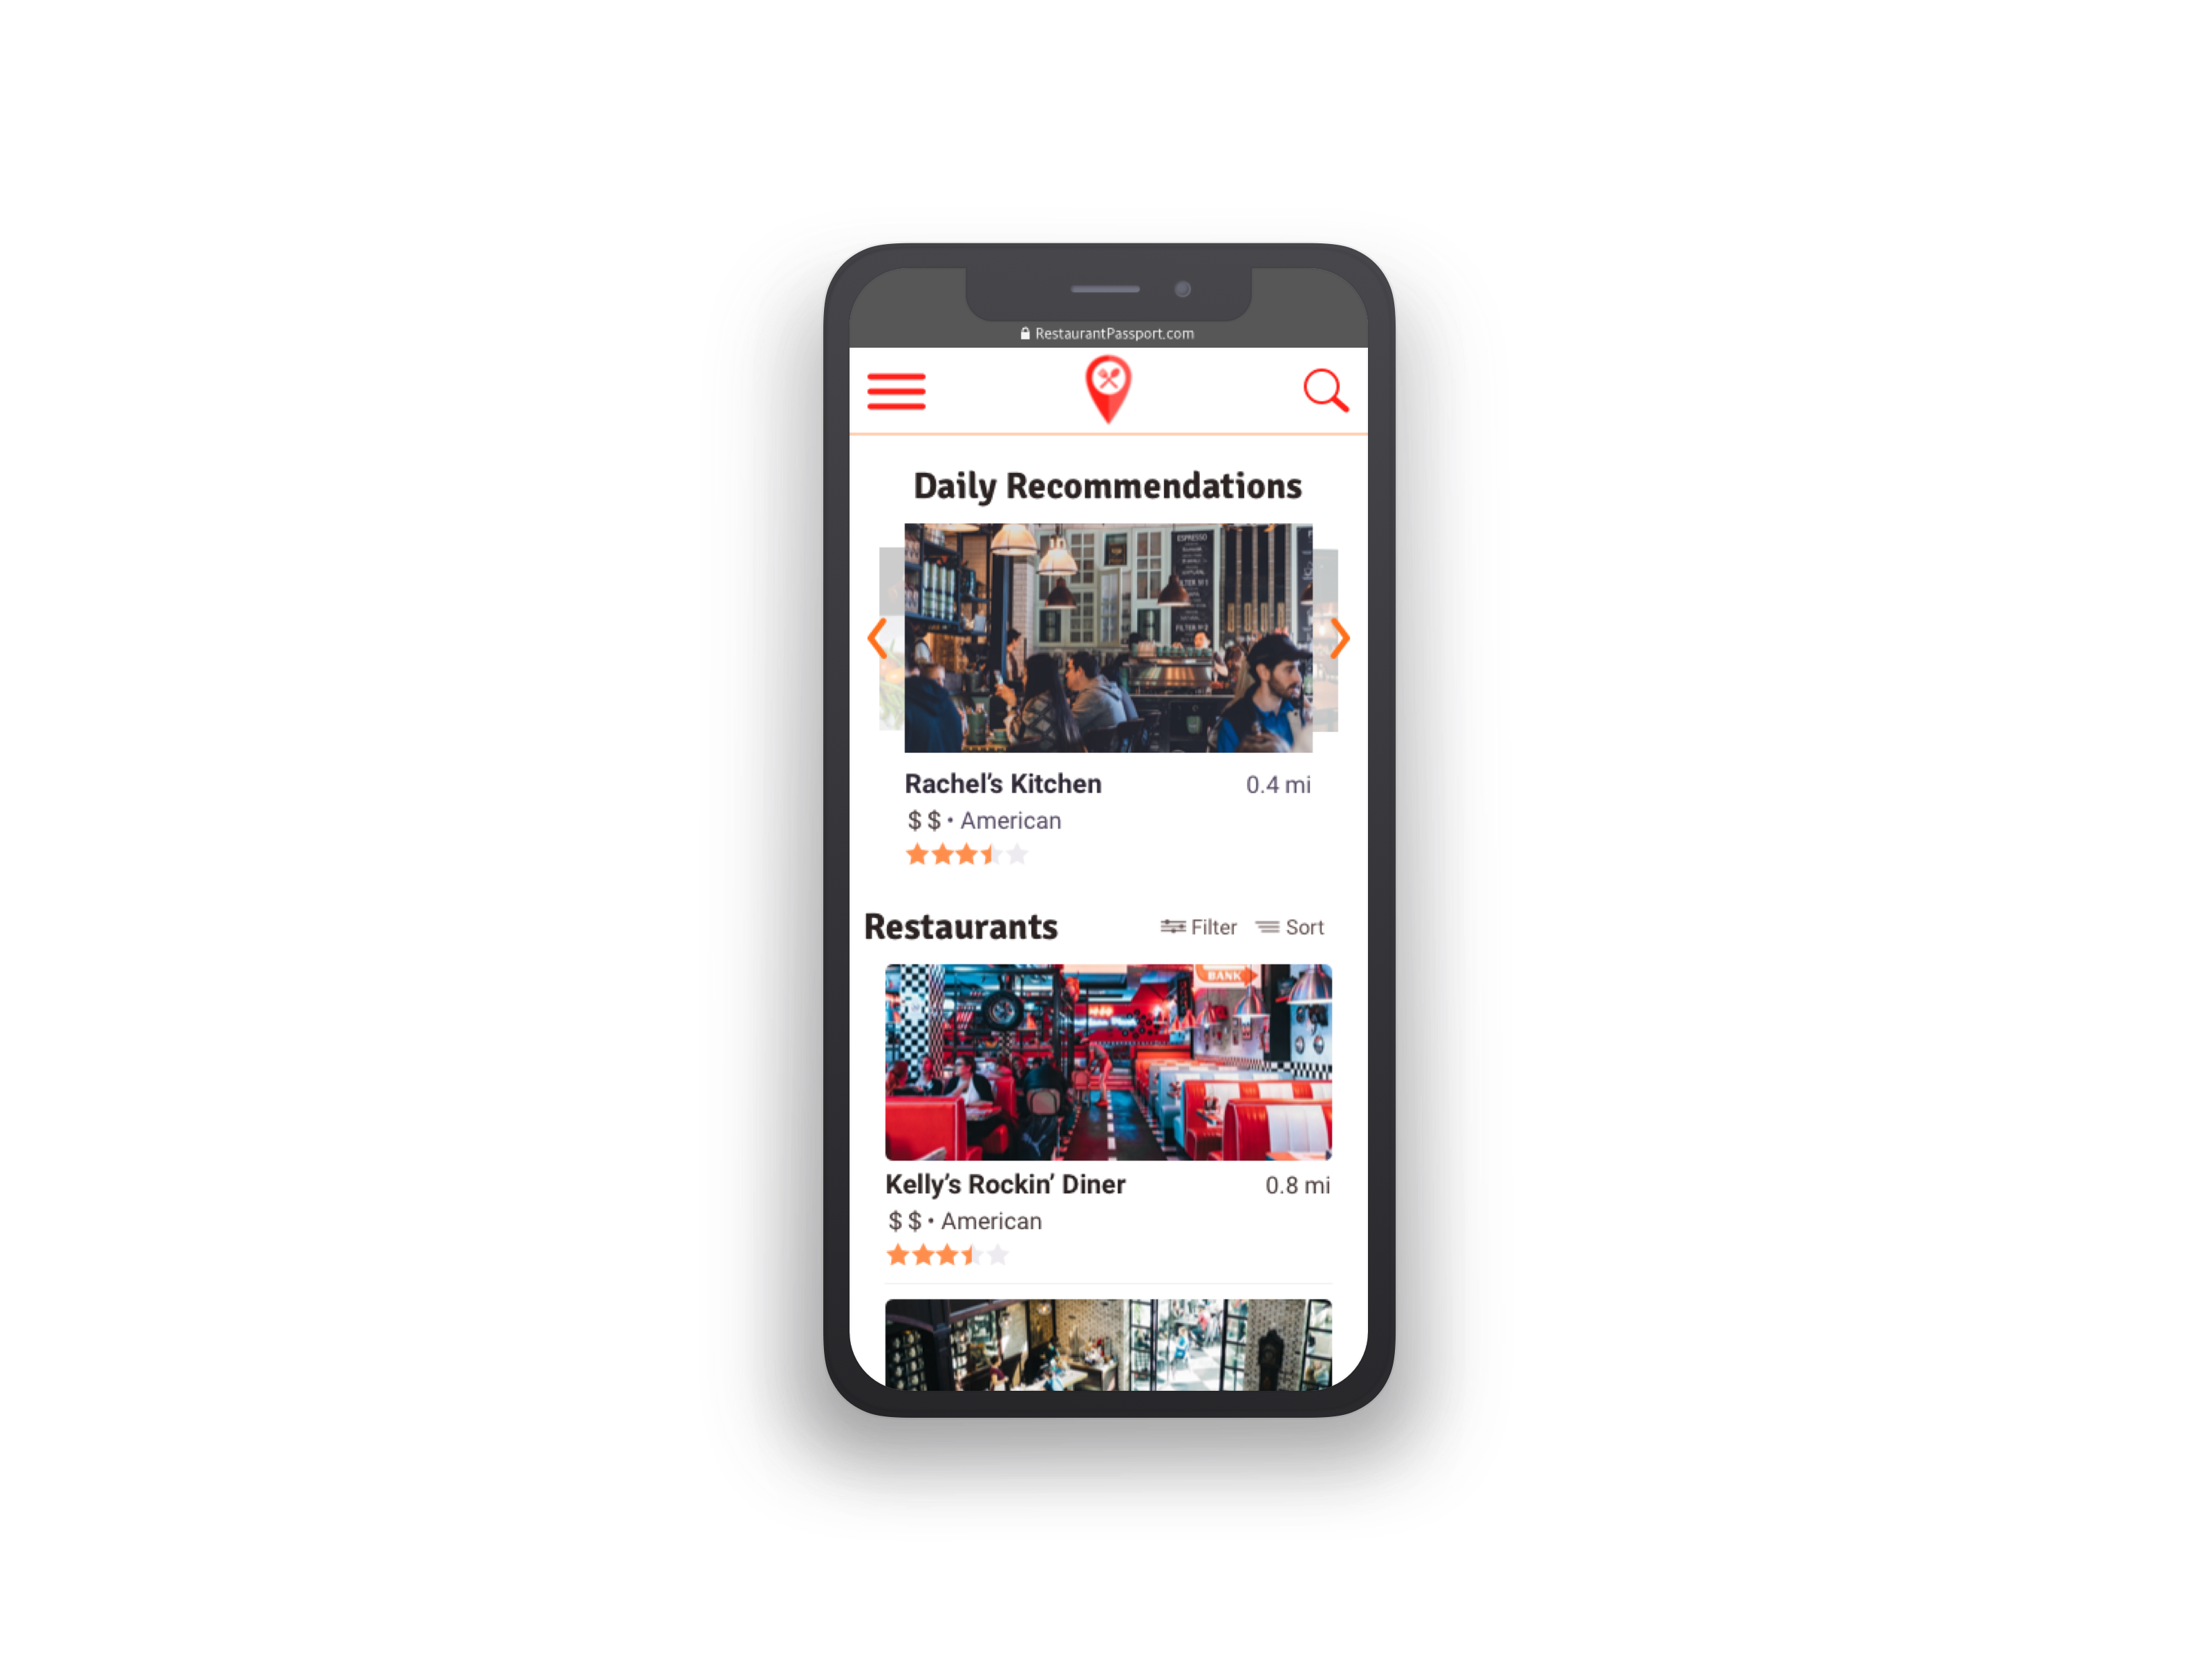 RestaurantPassport.com
Daily Recommendations
ESPRESSO
Rachel's Kitchen 0.4 mi
$ $ • American
Restaurants Filter Sort
BANK
Kelly's Rockin' Diner 0.8 mi
$ $ • American